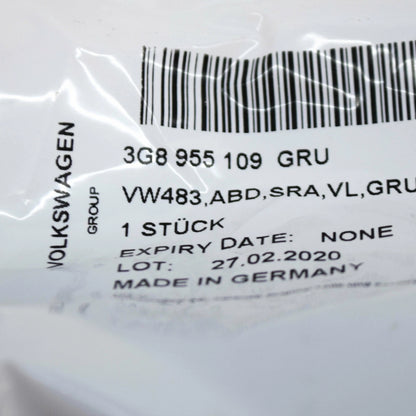 VOLKSWAGEN
GROUP
3G8 955 109 GRU
VW483,ABD,SRA,VL,GRU
1 STÜCK
EXPIRY DATE: NONE
LOT: 27.02.2020
MADE IN GERMANY